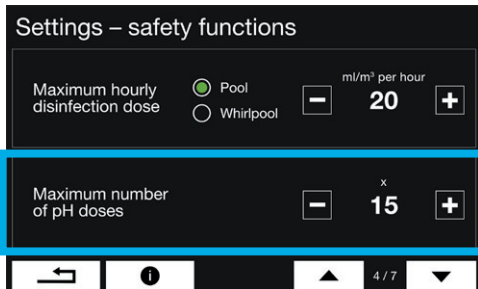 Settings – safety functions
Maximum hourly
disinfection dose
Pool
Whirlpool
ml/m³ per hour
20
Maximum number
of pH doses
x
15
4/7